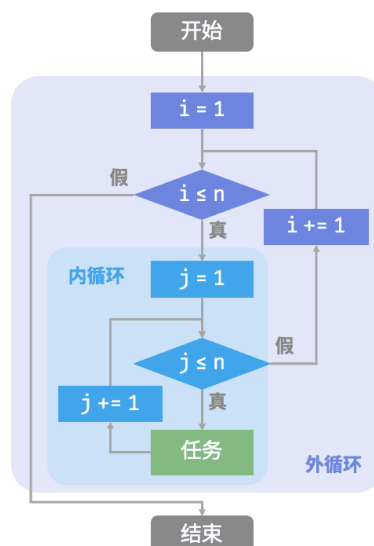 开始
i = 1
假
i ≤ n
i += 1
真
内循环
j = 1
假
j ≤ n
j += 1
真
任务
外循环
结束